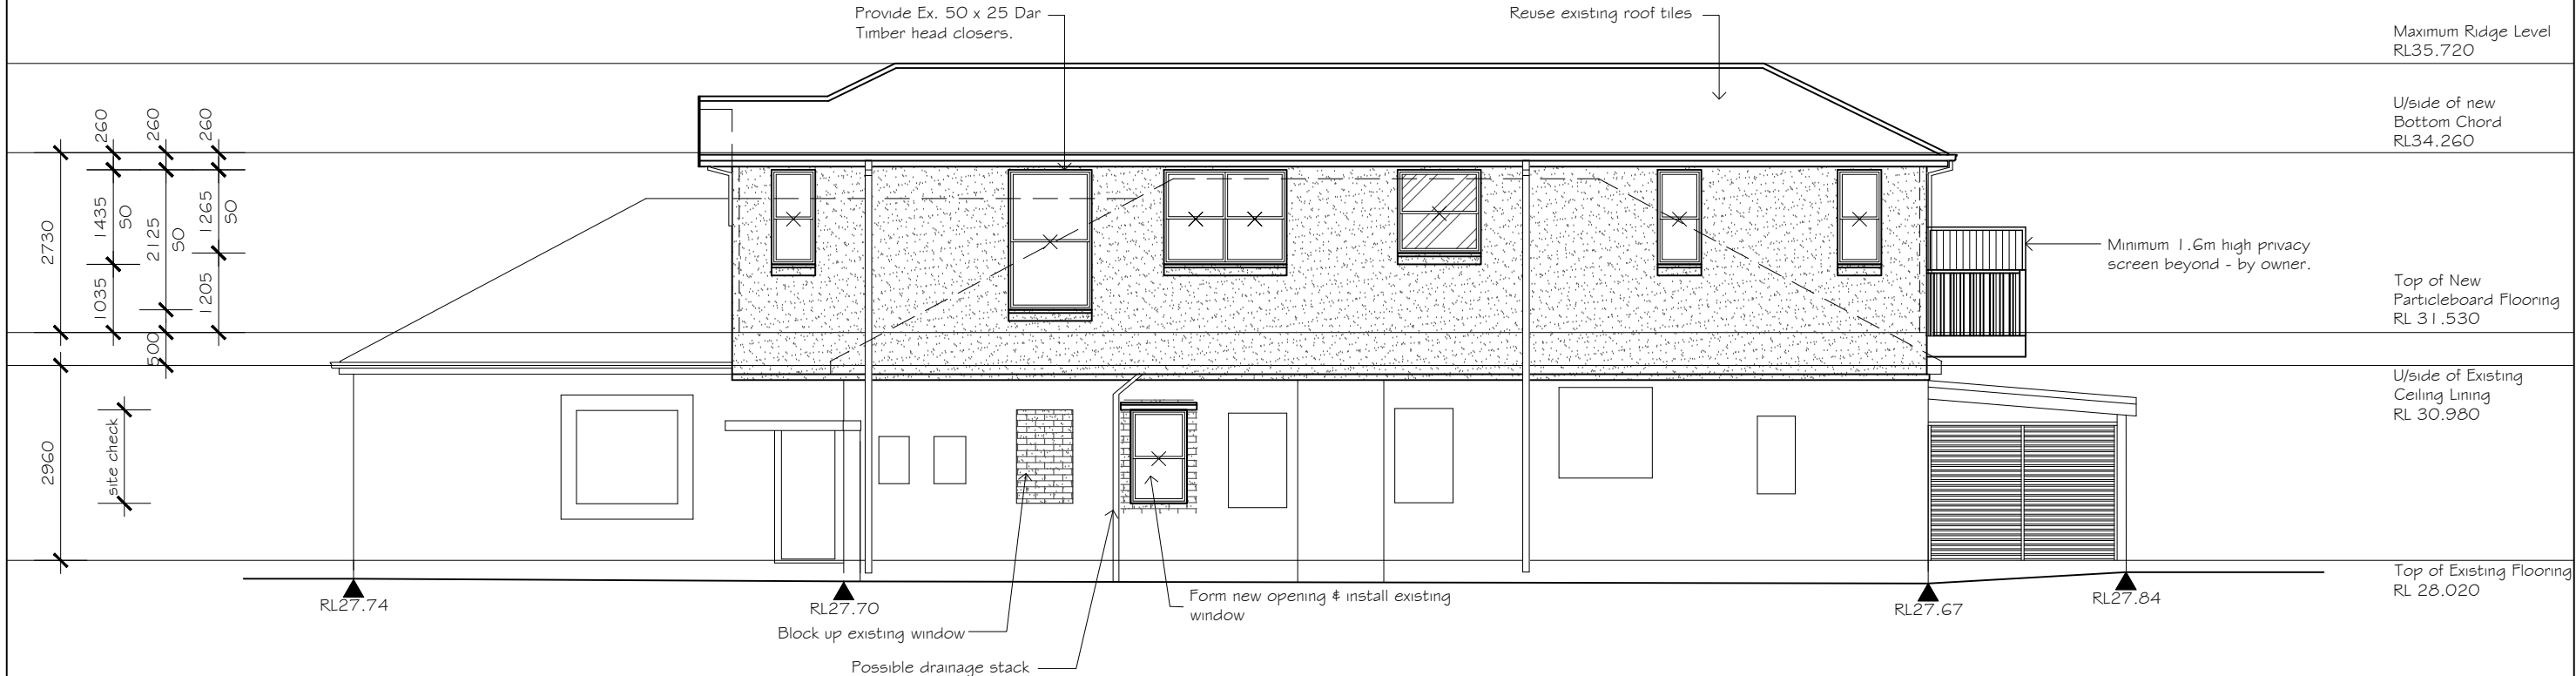 Provide Ex. 50 x 25 Dar
Timber head closers.
Reuse existing roof tiles
Maximum Ridge Level
RL35.720
U/side of new
Bottom Chord
RL34.260
260
260
260
2730
1435
SO
1035
2125
SO
500
1265
SO
1205
Minimum 1.6m high privacy
screen beyond - by owner.
Top of New
Particleboard Flooring
RL 31.530
U/side of Existing
Ceiling Lining
RL 30.980
2960
site check
Top of Existing Flooring
RL 28.020
RL27.74
RL27.70
RL27.67
RL27.84
Form new opening & install existing
window
Block up existing window
Possible drainage stack